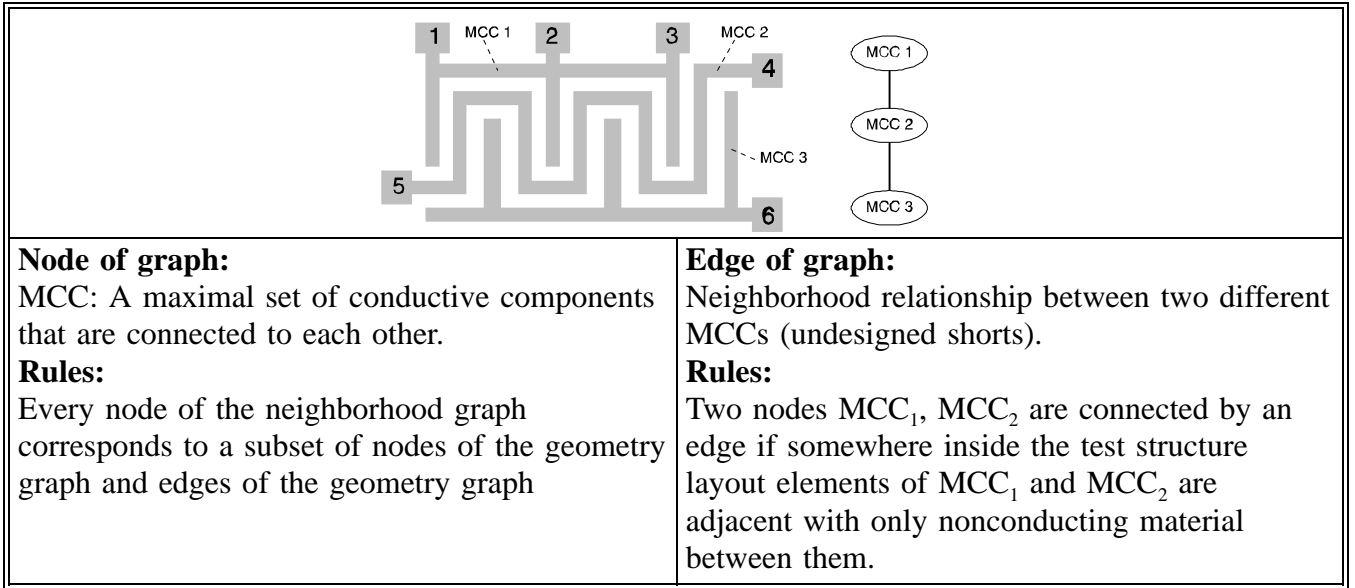 1 MCC 1 2 3 MCC 2
4
MCC 3
5
6
MCC 1
MCC 2
MCC 3
Node of graph:
MCC: A maximal set of conductive components
that are connected to each other.
Rules:
Every node of the neighborhood graph
corresponds to a subset of nodes of the geometry
graph and edges of the geometry graph
Edge of graph:
Neighborhood relationship between two different
MCCs (undesigned shorts).
Rules:
Two nodes MCC₁, MCC₂ are connected by an
edge if somewhere inside the test structure
layout elements of MCC₁ and MCC₂ are
adjacent with only nonconducting material
between them.